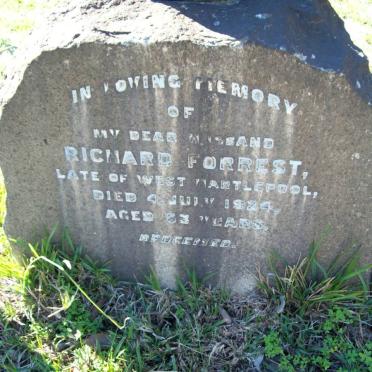 IN LOVING MEMORY
OF
MY DEAR HUSBAND
RICHARD FORREST,
LATE OF WEST HARTLEPOOL,
DIED 4 JULY 1924,
AGED 63 YEARS.
REDEEMED.